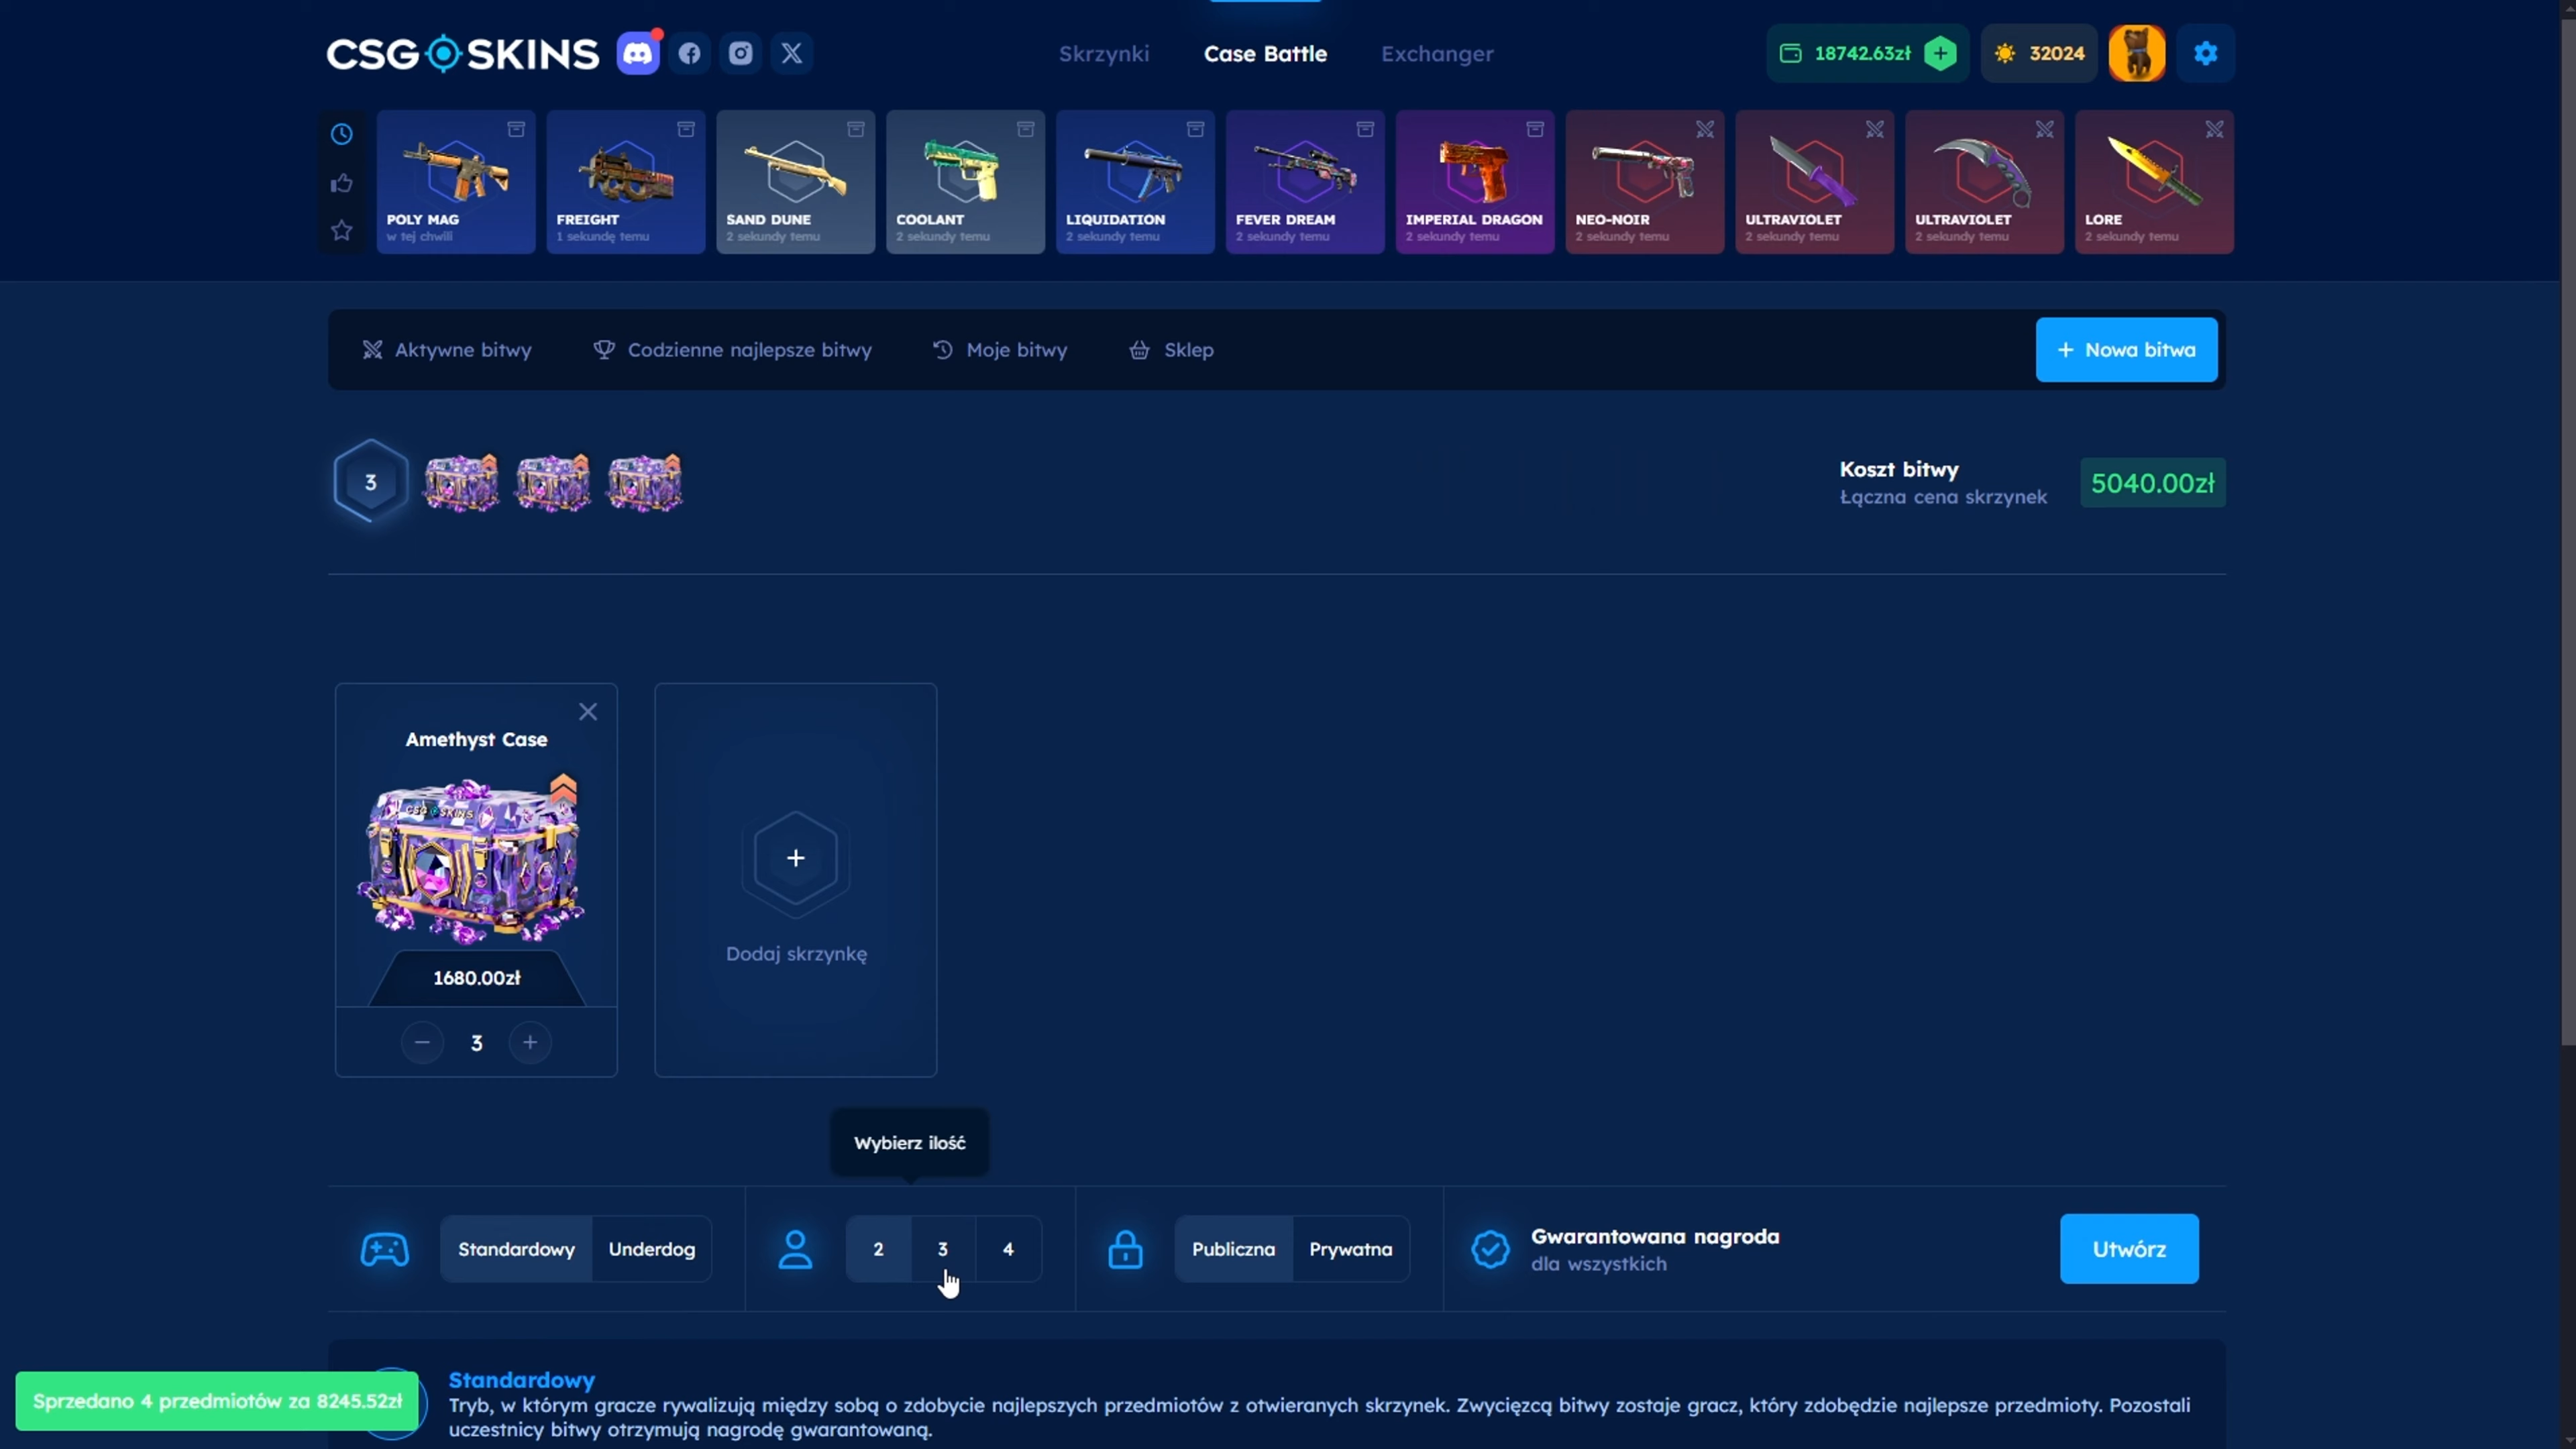 CSG SKINS
Skrzynki
Case Battle
Exchanger
18742.63zł
32024
POLY MAG
w tej chwili
FREIGHT
1 sekundę temu
SAND DUNE
2 sekundy temu
COOLANT
2 sekundy temu
LIQUIDATION
2 sekundy temu
FEVER DREAM
2 sekundy temu
IMPERIAL DRAGON
2 sekundy temu
NEO-NOIR
2 sekundy temu
ULTRAVIOLET
2 sekundy temu
ULTRAVIOLET
2 sekundy temu
LORE
2 sekundy temu
Aktywne bitwy
Codzienne najlepsze bitwy
Moje bitwy
Sklep
+ Nowa bitwa
3
Koszt bitwy
Łączna cena skrzynek
5040.00zł
Amethyst Case
CSG SKINS
1680.00zł
3
Dodaj skrzynkę
Wybierz ilość
Standardowy
Underdog
2
3
4
Publiczna
Prywatna
Gwarantowana nagroda
dla wszystkich
Utwórz
Sprzedano 4 przedmiotów za 8245.52zł
Standardowy
Tryb, w którym gracze rywalizują między sobą o zdobycie najlepszych przedmiotów z otwieranych skrzynek. Zwycięzcą bitwy zostaje gracz, który zdobędzie najlepsze przedmioty. Pozostali
uczestnicy bitwy otrzymują nagrodę gwarantowaną.